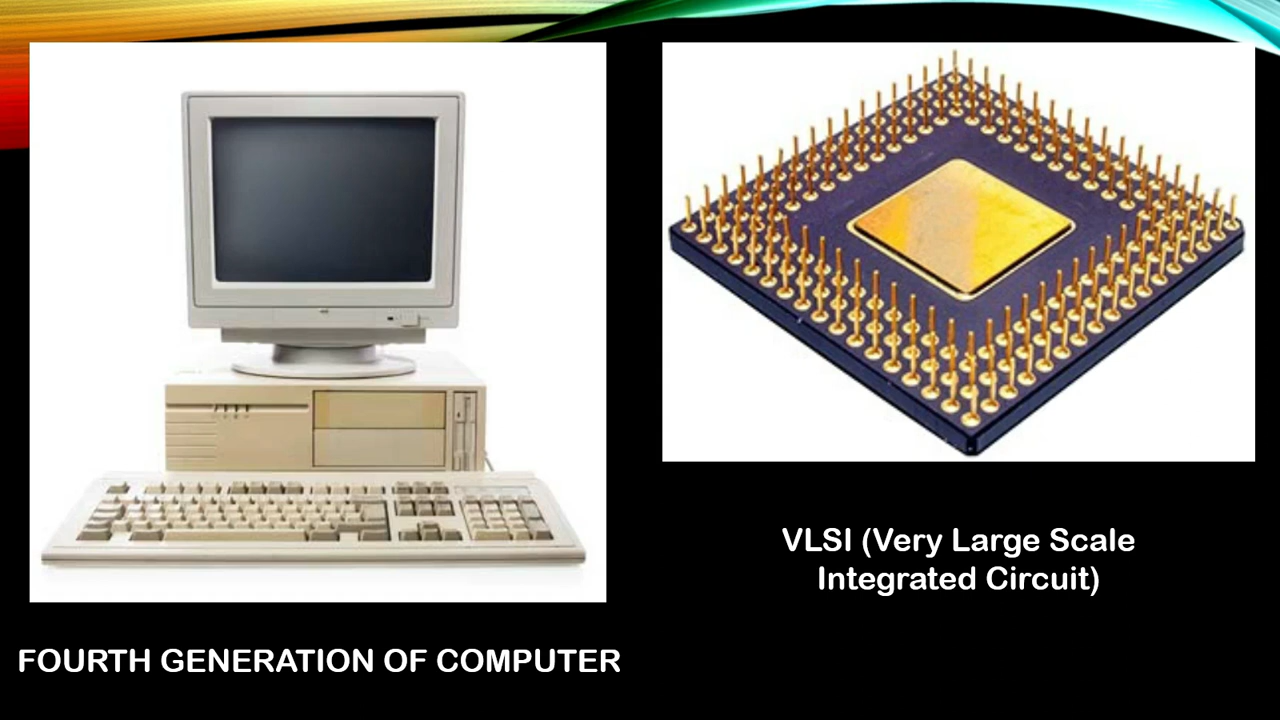 VLSI (Very Large Scale
Integrated Circuit)
FOURTH GENERATION OF COMPUTER